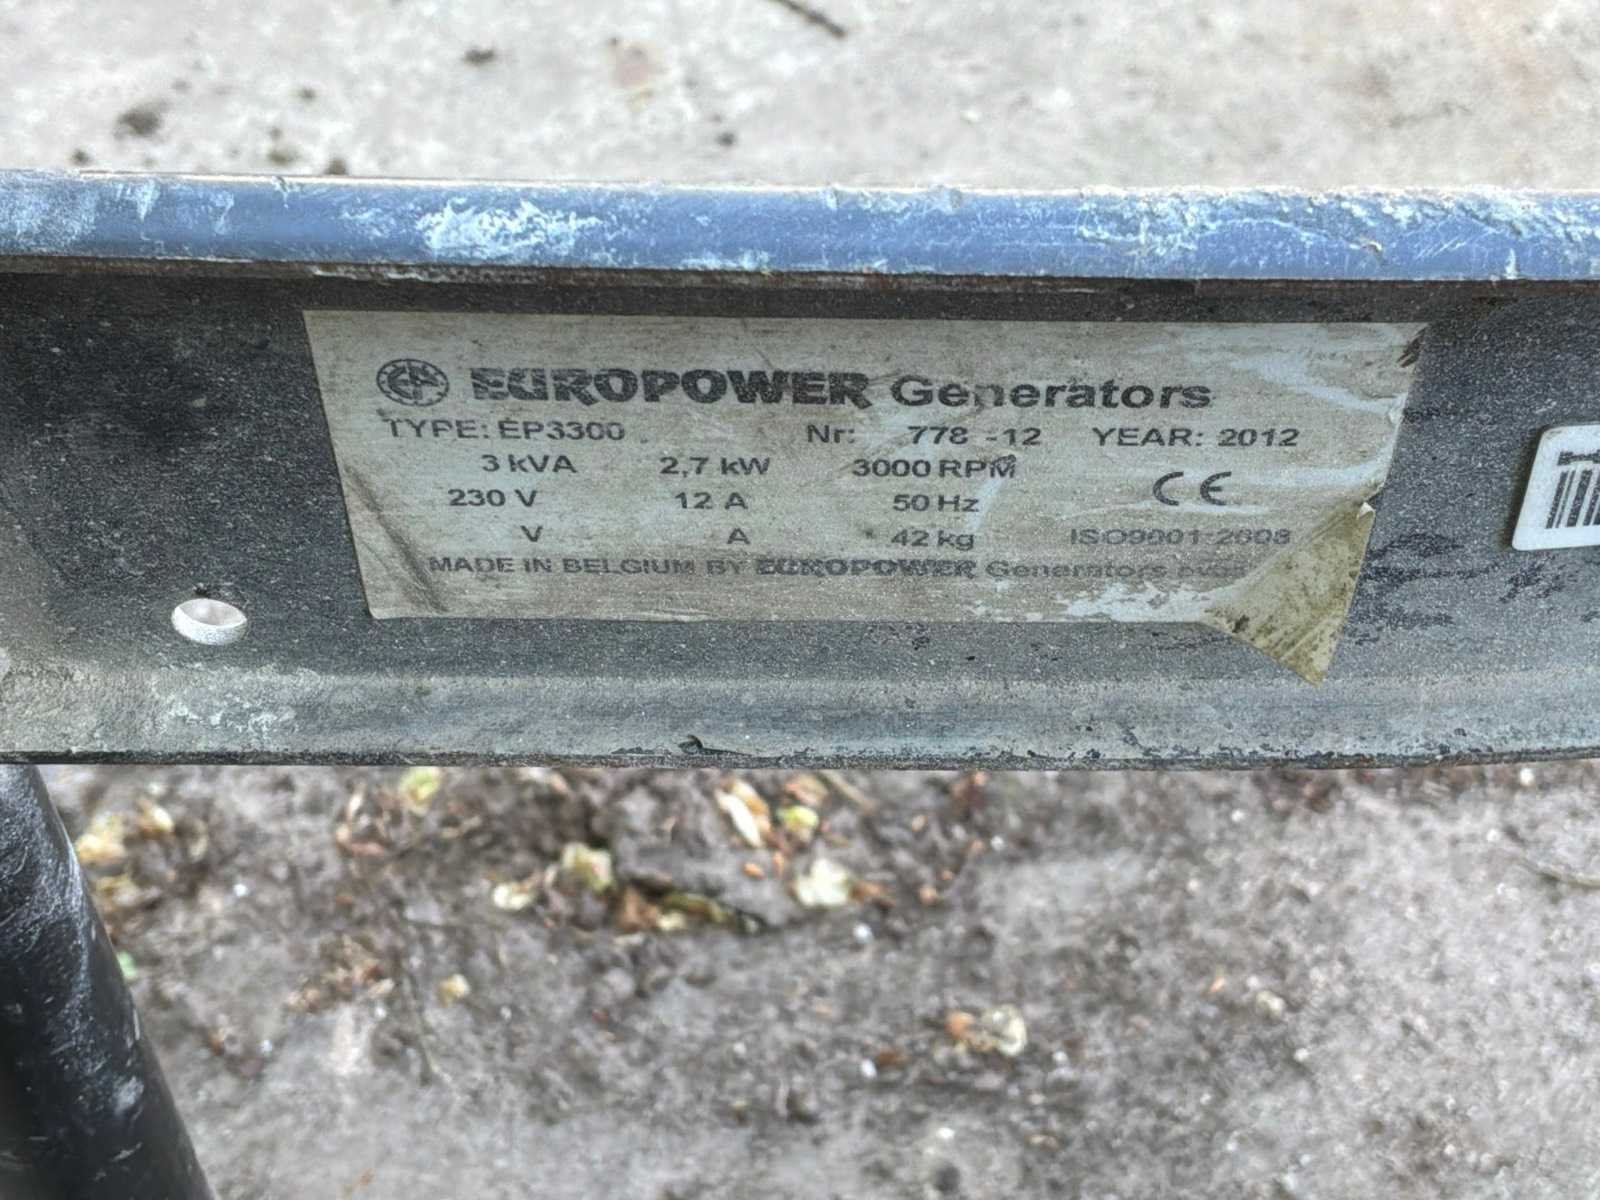 EUROPOWER Generators
TYPE: EP3300 Nr: 778 -12 YEAR: 2012
3 kVA 2,7 kW 3000 RPM
230 V 12 A 50 Hz CE
V A 42 kg ISO9001:2008
MADE IN BELGIUM BY EUROPOWER Generators